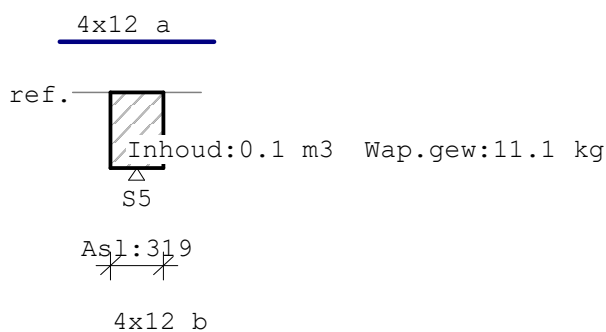 4x12 a
ref.
Inhoud:0.1 m3 Wap.gew:11.1 kg
S5
Asl:319
4x12 b